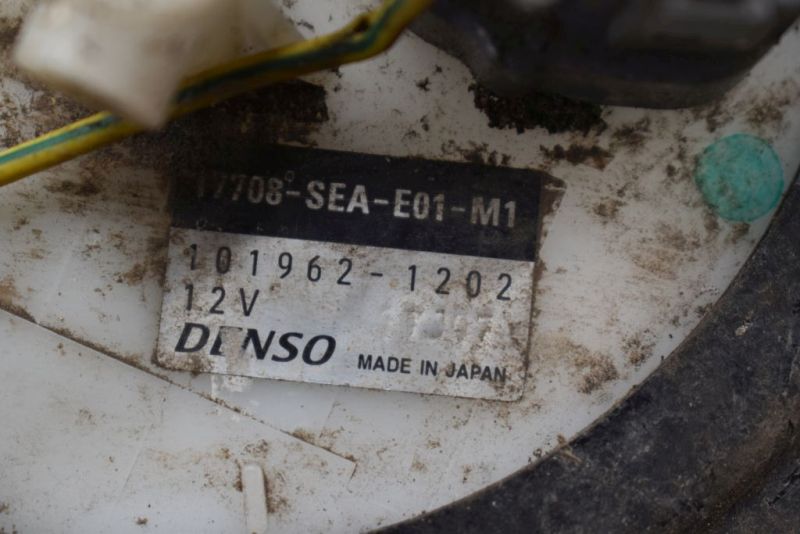 17708-SEA-E01-M1
101962-1202
12V
DENSO
MADE IN JAPAN